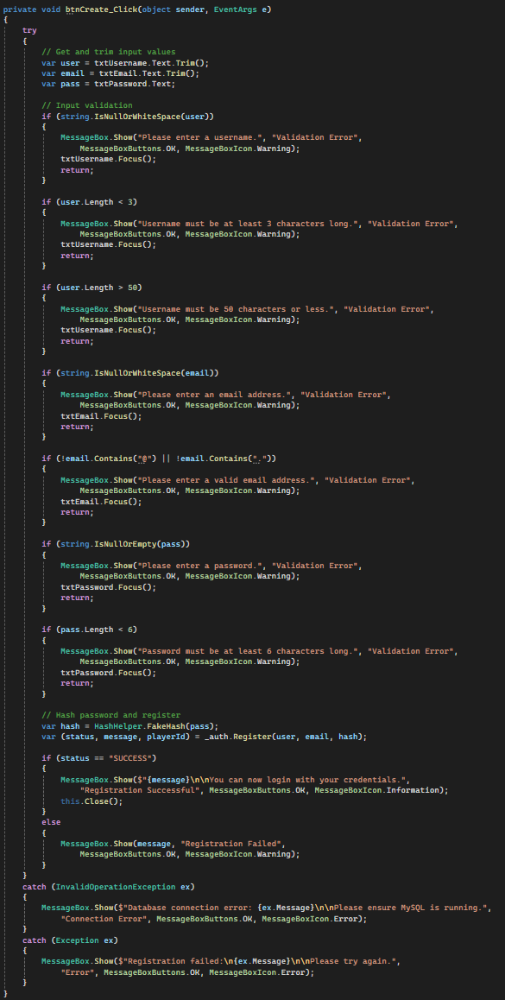 private void btnCreate_Click(object sender, EventArgs e)
{
    try
    {
        // Get and trim input values
        var user = txtUsername.Text.Trim();
        var email = txtEmail.Text.Trim();
        var pass = txtPassword.Text;

        // Input validation
        if (string.IsNullOrWhiteSpace(user))
        {
            MessageBox.Show("Please enter a username.", "Validation Error",
                MessageBoxButtons.OK, MessageBoxIcon.Warning);
            txtUsername.Focus();
            return;
        }

        if (user.Length < 3)
        {
            MessageBox.Show("Username must be at least 3 characters long.", "Validation Error",
                MessageBoxButtons.OK, MessageBoxIcon.Warning);
            txtUsername.Focus();
            return;
        }

        if (user.Length > 50)
        {
            MessageBox.Show("Username must be 50 characters or less.", "Validation Error",
                MessageBoxButtons.OK, MessageBoxIcon.Warning);
            txtUsername.Focus();
            return;
        }

        if (string.IsNullOrWhiteSpace(email))
        {
            MessageBox.Show("Please enter an email address.", "Validation Error",
                MessageBoxButtons.OK, MessageBoxIcon.Warning);
            txtEmail.Focus();
            return;
        }

        if (!email.Contains("@") || !email.Contains("."))
        {
            MessageBox.Show("Please enter a valid email address.", "Validation Error",
                MessageBoxButtons.OK, MessageBoxIcon.Warning);
            txtEmail.Focus();
            return;
        }

        if (string.IsNullOrEmpty(pass))
        {
            MessageBox.Show("Please enter a password.", "Validation Error",
                MessageBoxButtons.OK, MessageBoxIcon.Warning);
            txtPassword.Focus();
            return;
        }

        if (pass.Length < 6)
        {
            MessageBox.Show("Password must be at least 6 characters long.", "Validation Error",
                MessageBoxButtons.OK, MessageBoxIcon.Warning);
            txtPassword.Focus();
            return;
        }

        // Hash password and register
        var hash = HashHelper.FakeHash(pass);
        var (status, message, playerId) = _auth.Register(user, email, hash);

        if (status == "SUCCESS")
        {
            MessageBox.Show($"{message}\n\nYou can now login with your credentials.",
                "Registration Successful", MessageBoxButtons.OK, MessageBoxIcon.Information);
            this.Close();
        }
        else
        {
            MessageBox.Show(message, "Registration Failed",
                MessageBoxButtons.OK, MessageBoxIcon.Warning);
        }
    }
    catch (InvalidOperationException ex)
    {
        MessageBox.Show($"Database connection error: {ex.Message}\n\nPlease ensure MySQL is running.",
            "Connection Error", MessageBoxButtons.OK, MessageBoxIcon.Error);
    }
    catch (Exception ex)
    {
        MessageBox.Show($"Registration failed:\n{ex.Message}\n\nPlease try again.",
            "Error", MessageBoxButtons.OK, MessageBoxIcon.Error);
    }
}